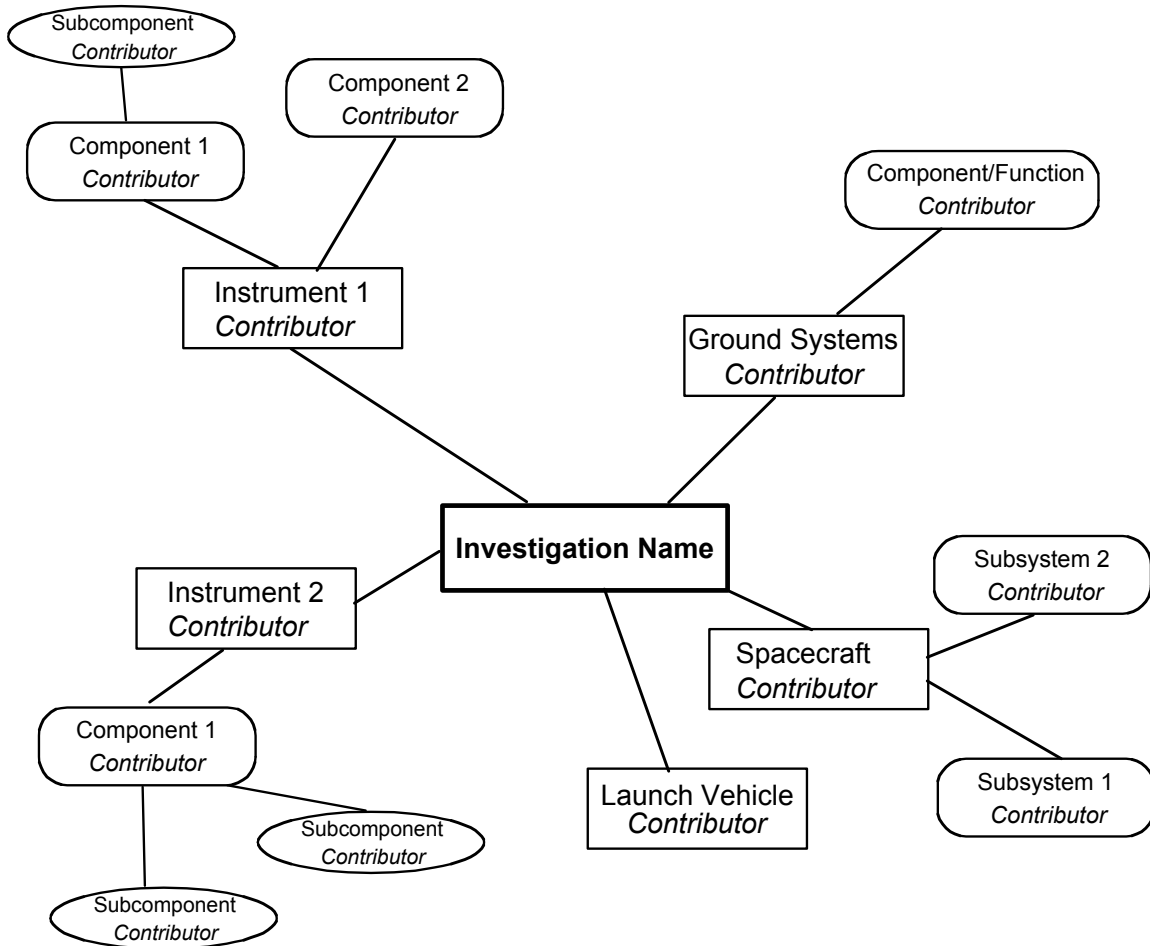 Subcomponent
Contributor
Component 2
Contributor
Component 1
Contributor
Component/Function
Contributor
Instrument 1
Contributor
Ground Systems
Contributor
Investigation Name
Instrument 2
Contributor
Subsystem 2
Contributor
Spacecraft
Contributor
Component 1
Contributor
Launch Vehicle
Contributor
Subsystem 1
Contributor
Subcomponent
Contributor
Subcomponent
Contributor